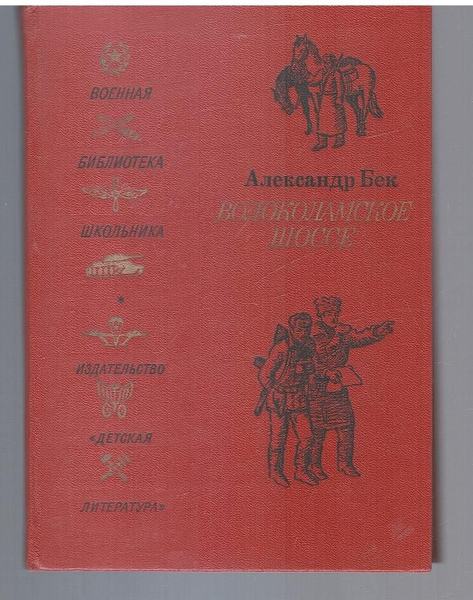 ВОЕННАЯ
БИБЛИОТЕКА
ШКОЛЬНИКА
*
ИЗДАТЕЛЬСТВО
«ДЕТСКАЯ
ЛИТЕРАТУРА»
Александр Бек
ВОЛОКОЛАМСКОЕ
ШОССЕ